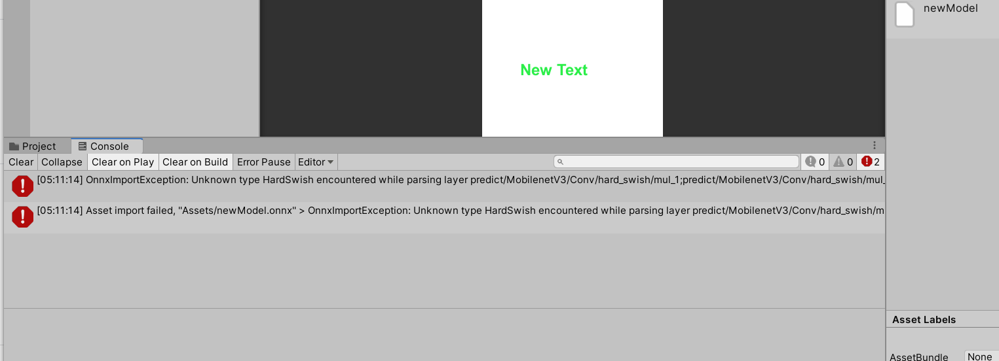 newModel
New Text
Project Console
Clear Collapse Clear on Play Clear on Build Error Pause Editor 0 0 2
[05:11:14] OnnxImportException: Unknown type HardSwish encountered while parsing layer predict/MobilenetV3/Conv/hard_swish/mul_1;predict/MobilenetV3/Conv/hard_swish/mul_
[05:11:14] Asset import failed, "Assets/newModel.onnx" > OnnxImportException: Unknown type HardSwish encountered while parsing layer predict/MobilenetV3/Conv/hard_swish/m
Asset Labels
AssetBundle None